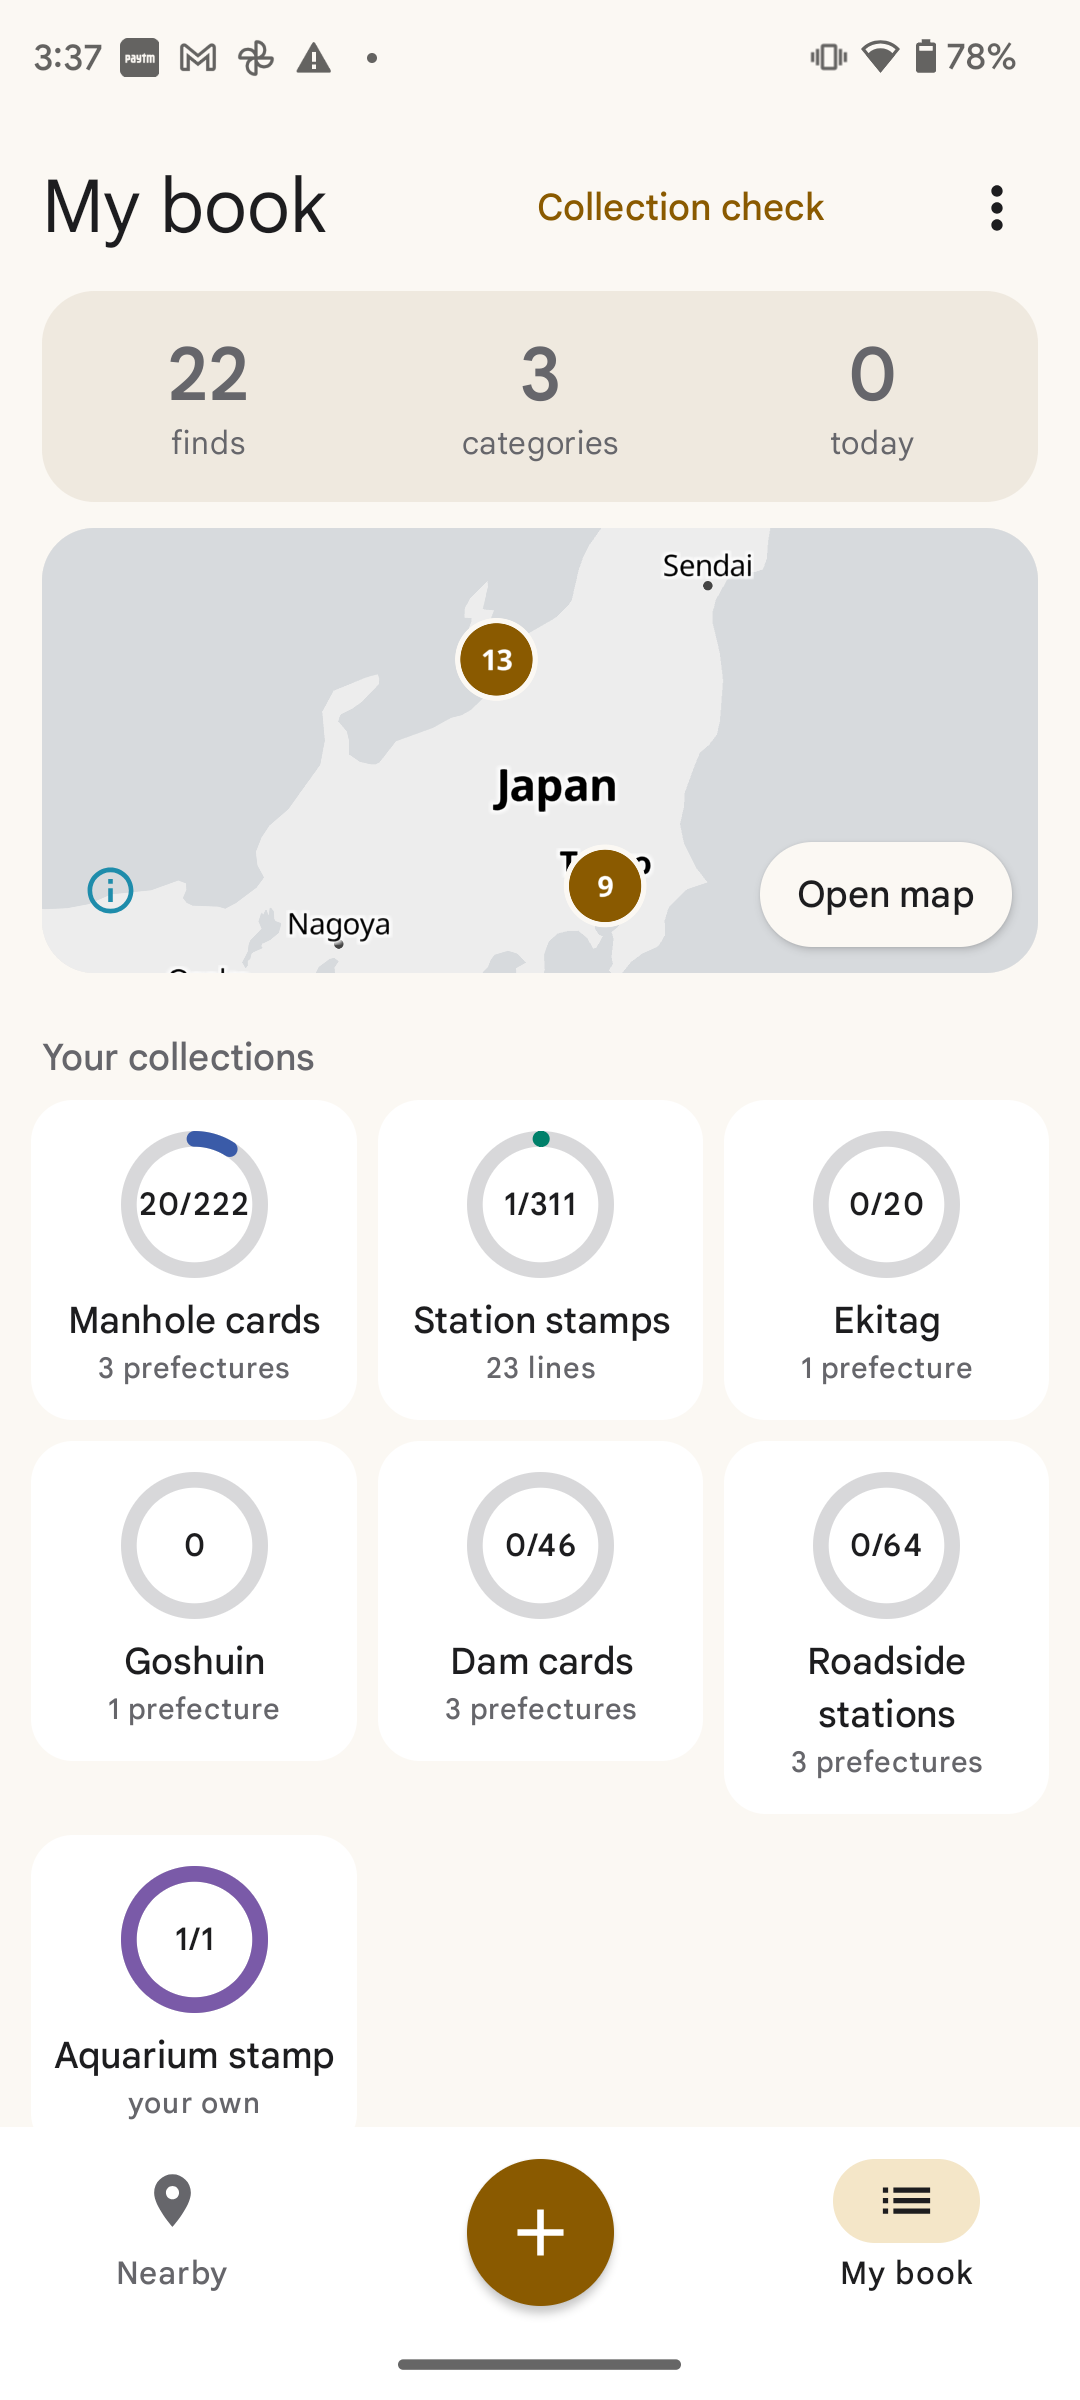 3:37 paytm 78%
My book Collection check
22 3 0
finds categories today
Sendai
13
Japan
9
Nagoya
Open map
Your collections
20/222 1/311 0/20
Manhole cards Station stamps Ekitag
3 prefectures 23 lines 1 prefecture
0 0/46 0/64
Goshuin Dam cards Roadside
stations
1 prefecture 3 prefectures 3 prefectures
1/1
Aquarium stamp
your own
Nearby My book